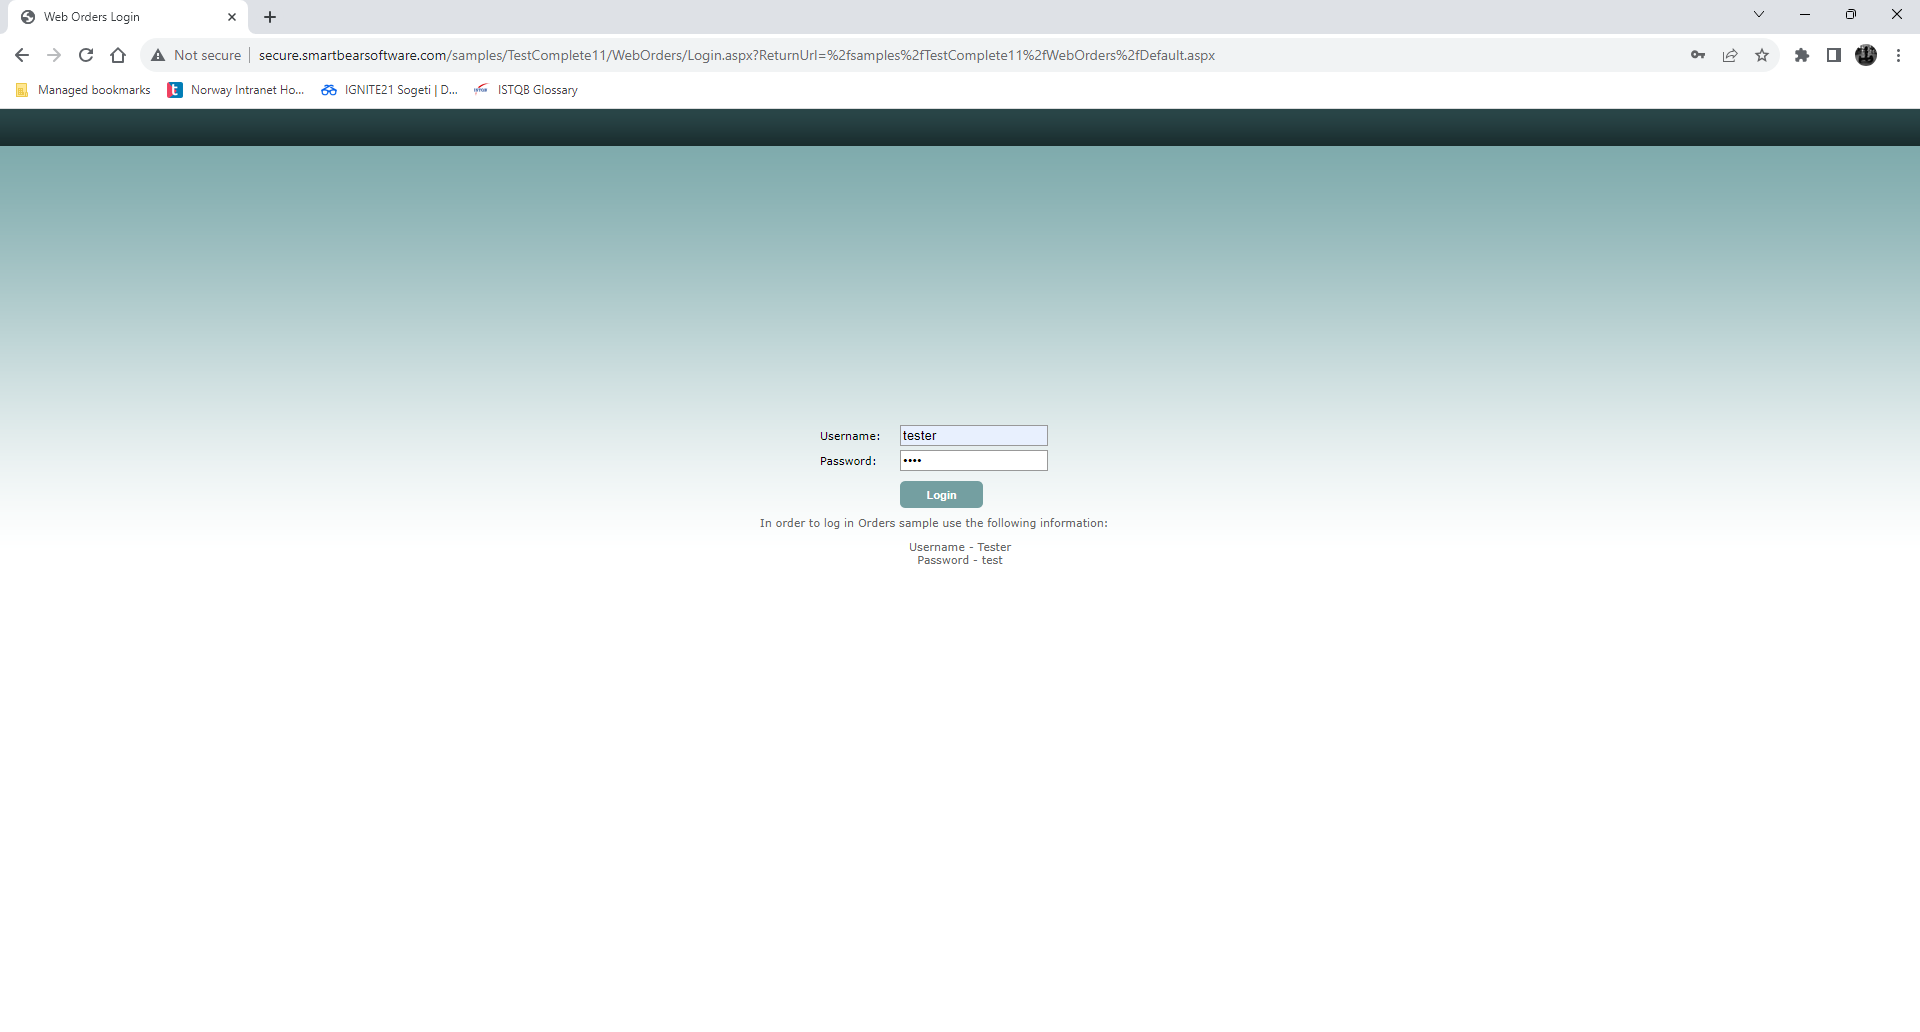 Web Orders Login
Not secure secure.smartbearsoftware.com/samples/TestComplete11/WebOrders/Login.aspx?ReturnUrl=%2fsamples%2fTestComplete11%2fWebOrders%2fDefault.aspx
Managed bookmarks Norway Intranet Ho... IGNITE21 Sogeti | D... ISTQB Glossary
Username: tester
Password: ••••
Login
In order to log in Orders sample use the following information:
Username - Tester
Password - test